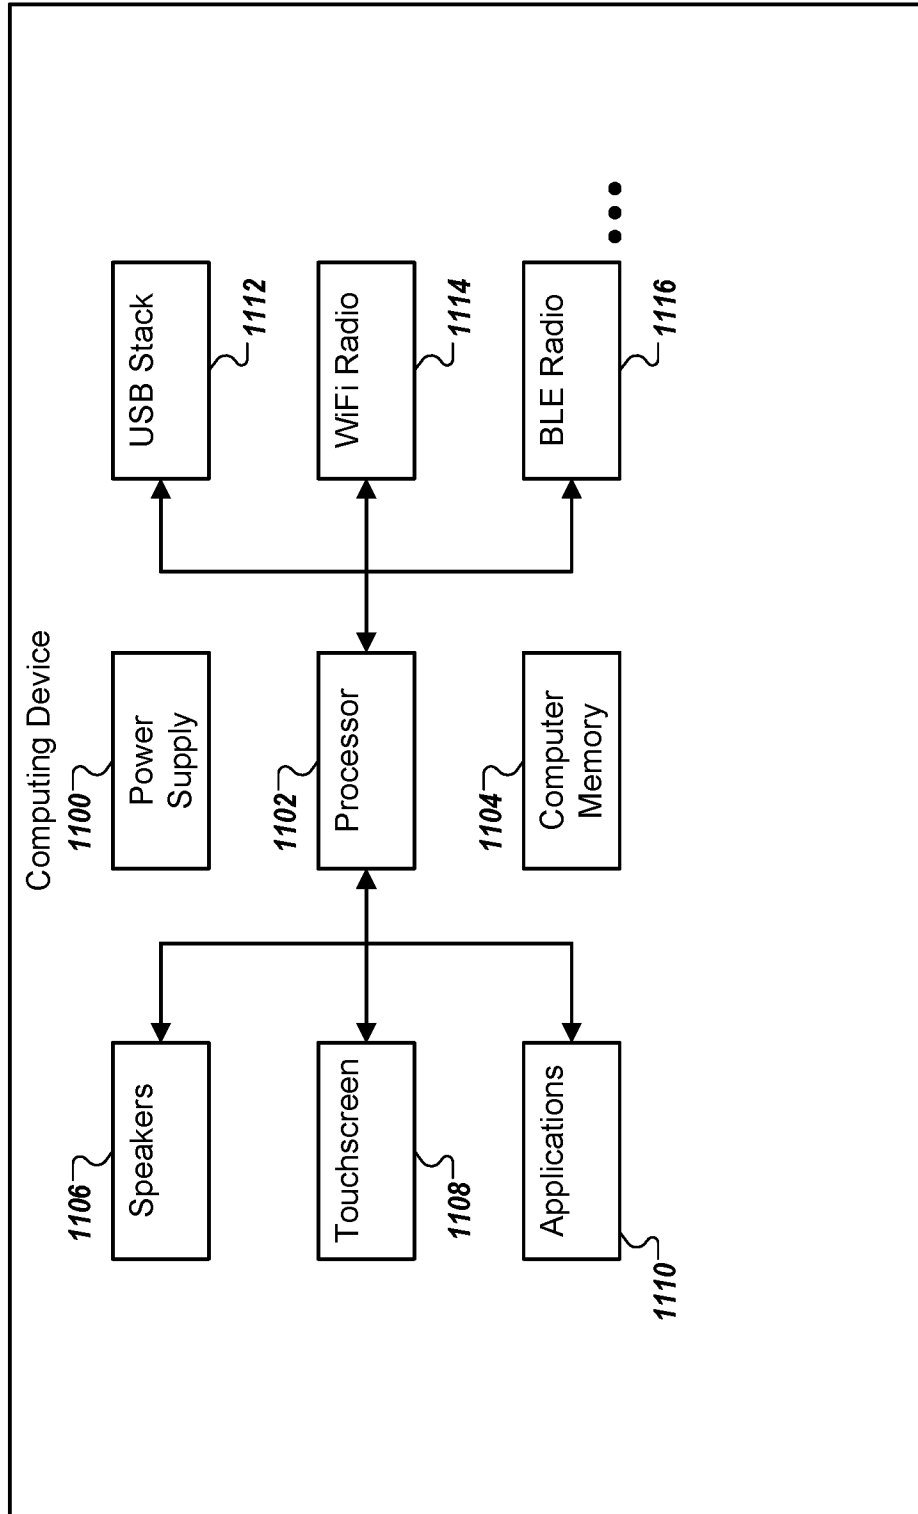 Computing Device
1106
Speakers
1100
Power
Supply
USB Stack
1112
Touchscreen
1108
1102
Processor
WiFi Radio
1114
Applications
1110
1104
Computer
Memory
BLE Radio
1116